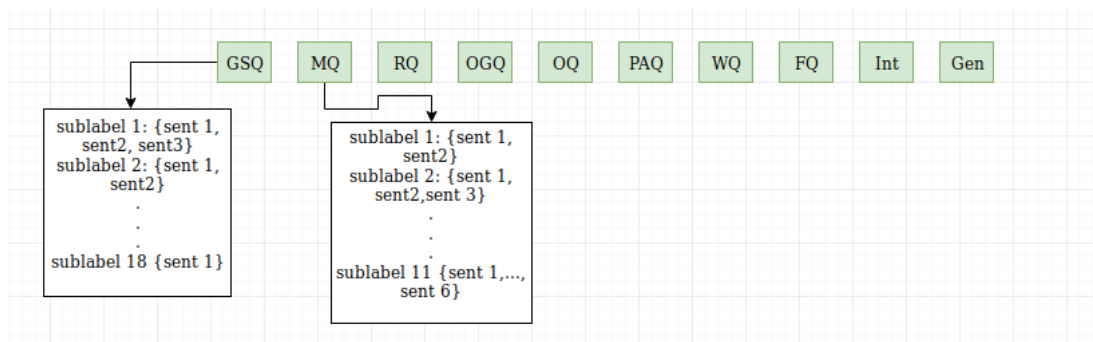 GSQ MQ RQ OGQ OQ PAQ WQ FQ Int Gen
sublabel 1: {sent 1,
sent2, sent3}
sublabel 2: {sent 1,
sent2}
.
.
.
sublabel 18 {sent 1}
sublabel 1: {sent 1,
sent2}
sublabel 2: {sent 1,
sent2,sent 3}
.
.
.
sublabel 11 {sent 1,...,
sent 6}